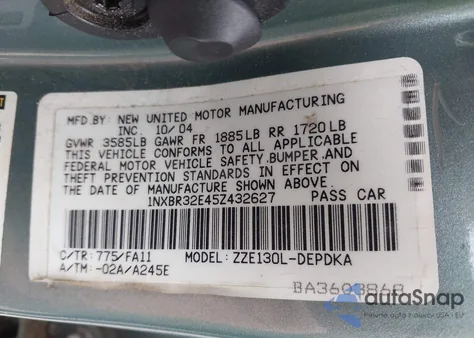 MFD.BY: NEW UNITED MOTOR MANUFACTURING
INC. 10/04
GVWR 3585LB GAWR FR 1885LB RR 1720LB
THIS VEHICLE CONFORMS TO ALL APPLICABLE
FEDERAL MOTOR VEHICLE SAFETY,BUMPER,AND
THEFT PREVENTION STANDARDS IN EFFECT ON
THE DATE OF MANUFACTURE SHOWN ABOVE.
1NXBR32E45Z432627 PASS CAR
C/TR: 775/FA11 MODEL: ZZE130L-DEPDKA
A/TM: -02A/A245E
BA3608868
autoSnap